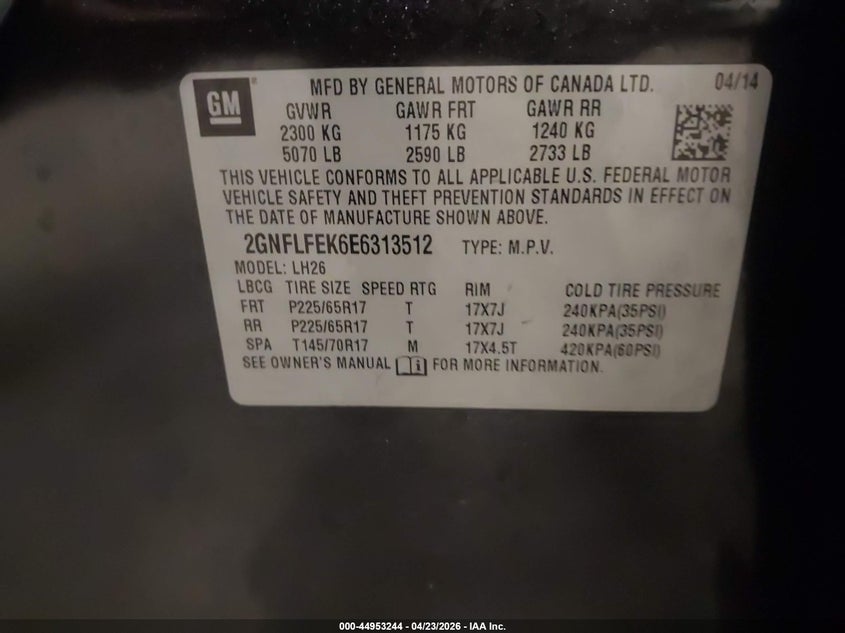 GM ® MFD BY GENERAL MOTORS OF CANADA LTD. 04/14
GVWR GAWR FRT GAWR RR
2300 KG 1175 KG 1240 KG
5070 LB 2590 LB 2733 LB
THIS VEHICLE CONFORMS TO ALL APPLICABLE U.S. FEDERAL MOTOR
VEHICLE SAFETY AND THEFT PREVENTION STANDARDS IN EFFECT ON
THE DATE OF MANUFACTURE SHOWN ABOVE.
2GNFLFEK6E6313512 TYPE: M.P.V.
MODEL: LH26
LBCG TIRE SIZE SPEED RTG RIM COLD TIRE PRESSURE
FRT P225/65R17 T 17X7J 240KPA(35PSI)
RR P225/65R17 T 17X7J 240KPA(35PSI)
SPA T145/70R17 M 17X4.5T 420KPA(60PSI)
SEE OWNER'S MANUAL FOR MORE INFORMATION.
000-44953244 - 04/23/2026 - IAA Inc.